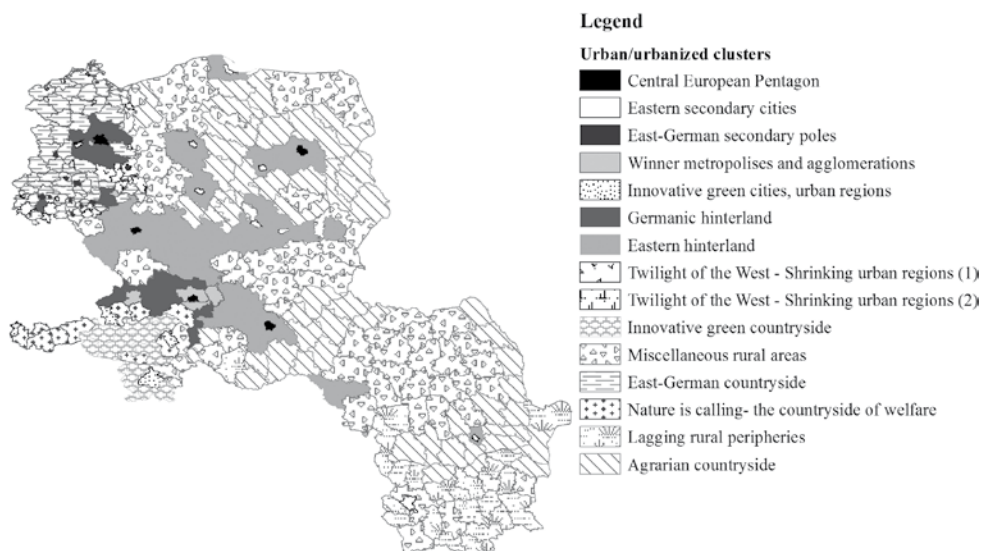 Legend
Urban/urbanized clusters
Central European Pentagon
Eastern secondary cities
East-German secondary poles
Winner metropolises and agglomerations
Innovative green cities, urban regions
Germanic hinterland
Eastern hinterland
Twilight of the West - Shrinking urban regions (1)
Twilight of the West - Shrinking urban regions (2)
Innovative green countryside
Miscellaneous rural areas
East-German countryside
Nature is calling- the countryside of welfare
Lagging rural peripheries
Agrarian countryside